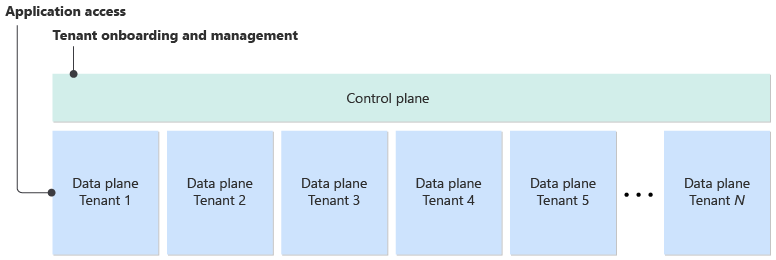 Application access
Tenant onboarding and management
Control plane
Data plane
Tenant 1
Data plane
Tenant 2
Data plane
Tenant 3
Data plane
Tenant 4
Data plane
Tenant 5
...
Data plane
Tenant N